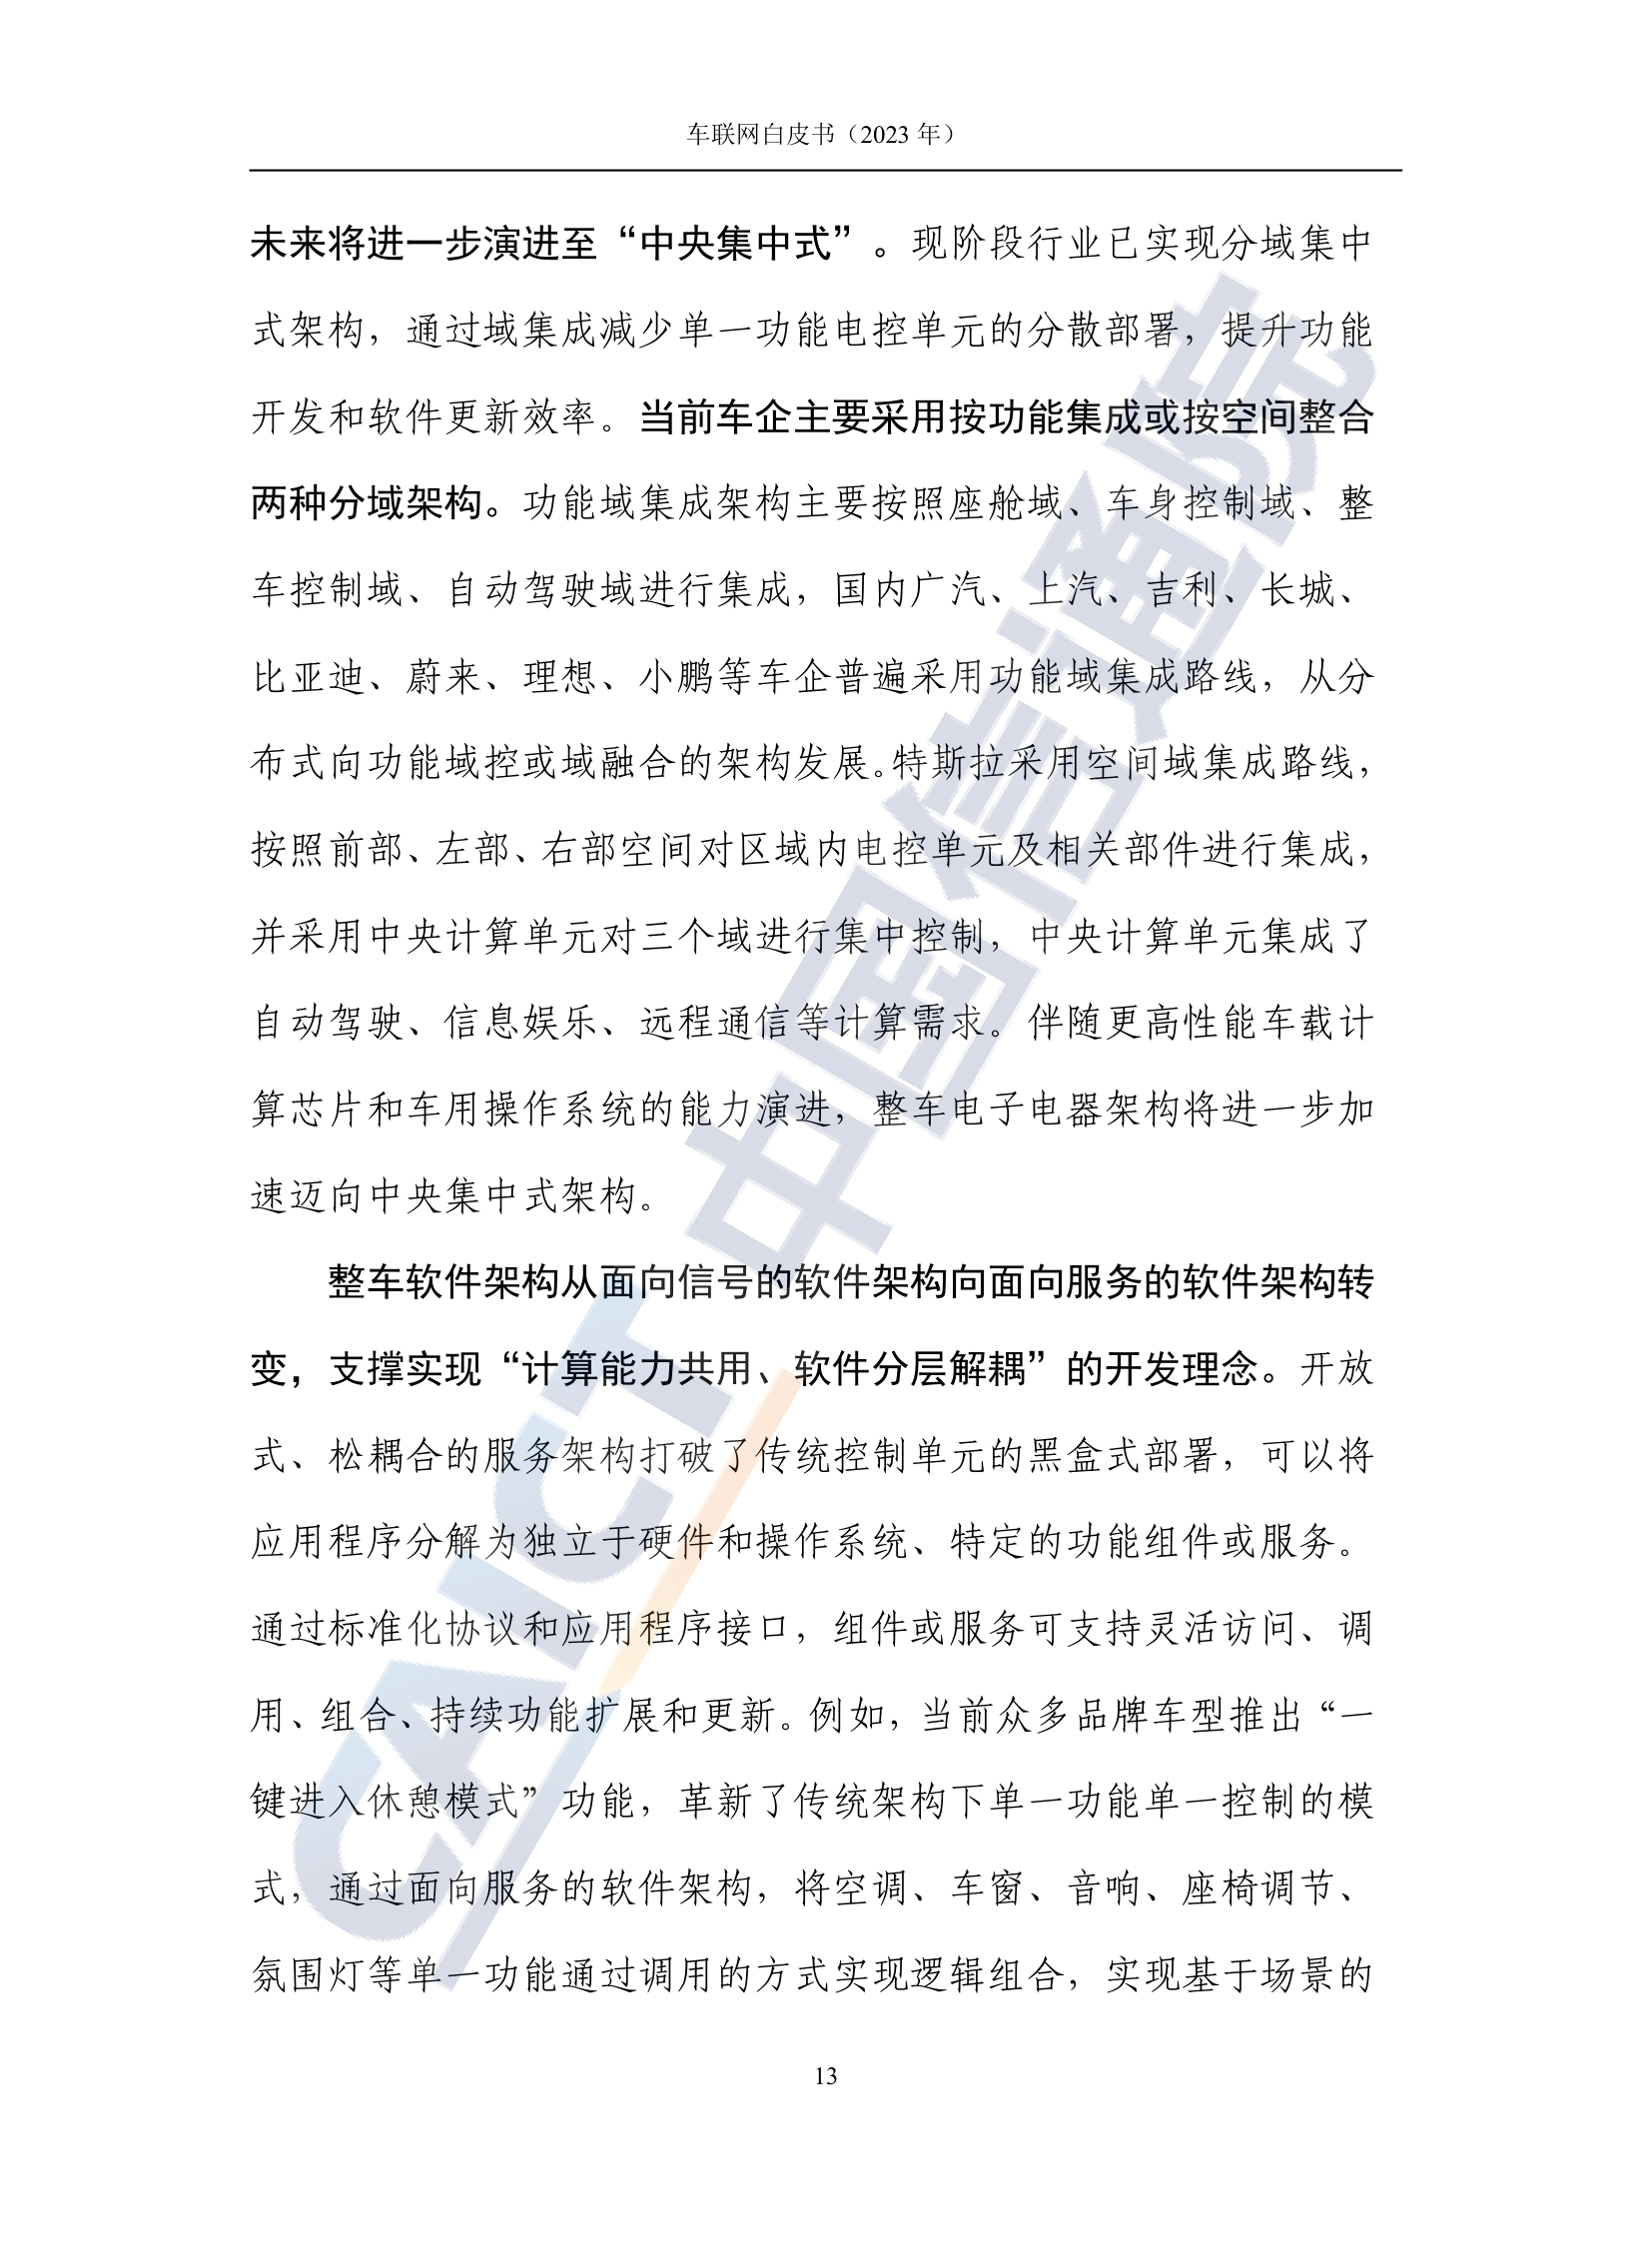 车联网白皮书（2023 年）
未来将进一步演进至“中央集中式”。现阶段行业已实现分域集中
式架构，通过域集成减少单一功能电控单元的分散部署，提升功能
开发和软件更新效率。当前车企主要采用按功能集成或按空间整合
两种分域架构。功能域集成架构主要按照座舱域、车身控制域、整
车控制域、自动驾驶域进行集成，国内广汽、上汽、吉利、长城、
比亚迪、蔚来、理想、小鹏等车企普遍采用功能域集成路线，从分
布式向功能域控或域融合的架构发展。特斯拉采用空间域集成路线，
按照前部、左部、右部空间对区域内电控单元及相关部件进行集成，
并采用中央计算单元对三个域进行集中控制，中央计算单元集成了
自动驾驶、信息娱乐、远程通信等计算需求。伴随更高性能车载计
算芯片和车用操作系统的能力演进，整车电子电器架构将进一步加
速迈向中央集中式架构。
整车软件架构从面向信号的软件架构向面向服务的软件架构转
变，支撑实现“计算能力共用、软件分层解耦”的开发理念。开放
式、松耦合的服务架构打破了传统控制单元的黑盒式部署，可以将
应用程序分解为独立于硬件和操作系统、特定的功能组件或服务。
通过标准化协议和应用程序接口，组件或服务可支持灵活访问、调
用、组合、持续功能扩展和更新。例如，当前众多品牌车型推出“一
键进入休憩模式”功能，革新了传统架构下单一功能单一控制的模
式，通过面向服务的软件架构，将空调、车窗、音响、座椅调节、
氛围灯等单一功能通过调用的方式实现逻辑组合，实现基于场景的
13
CAICT 中国信通院